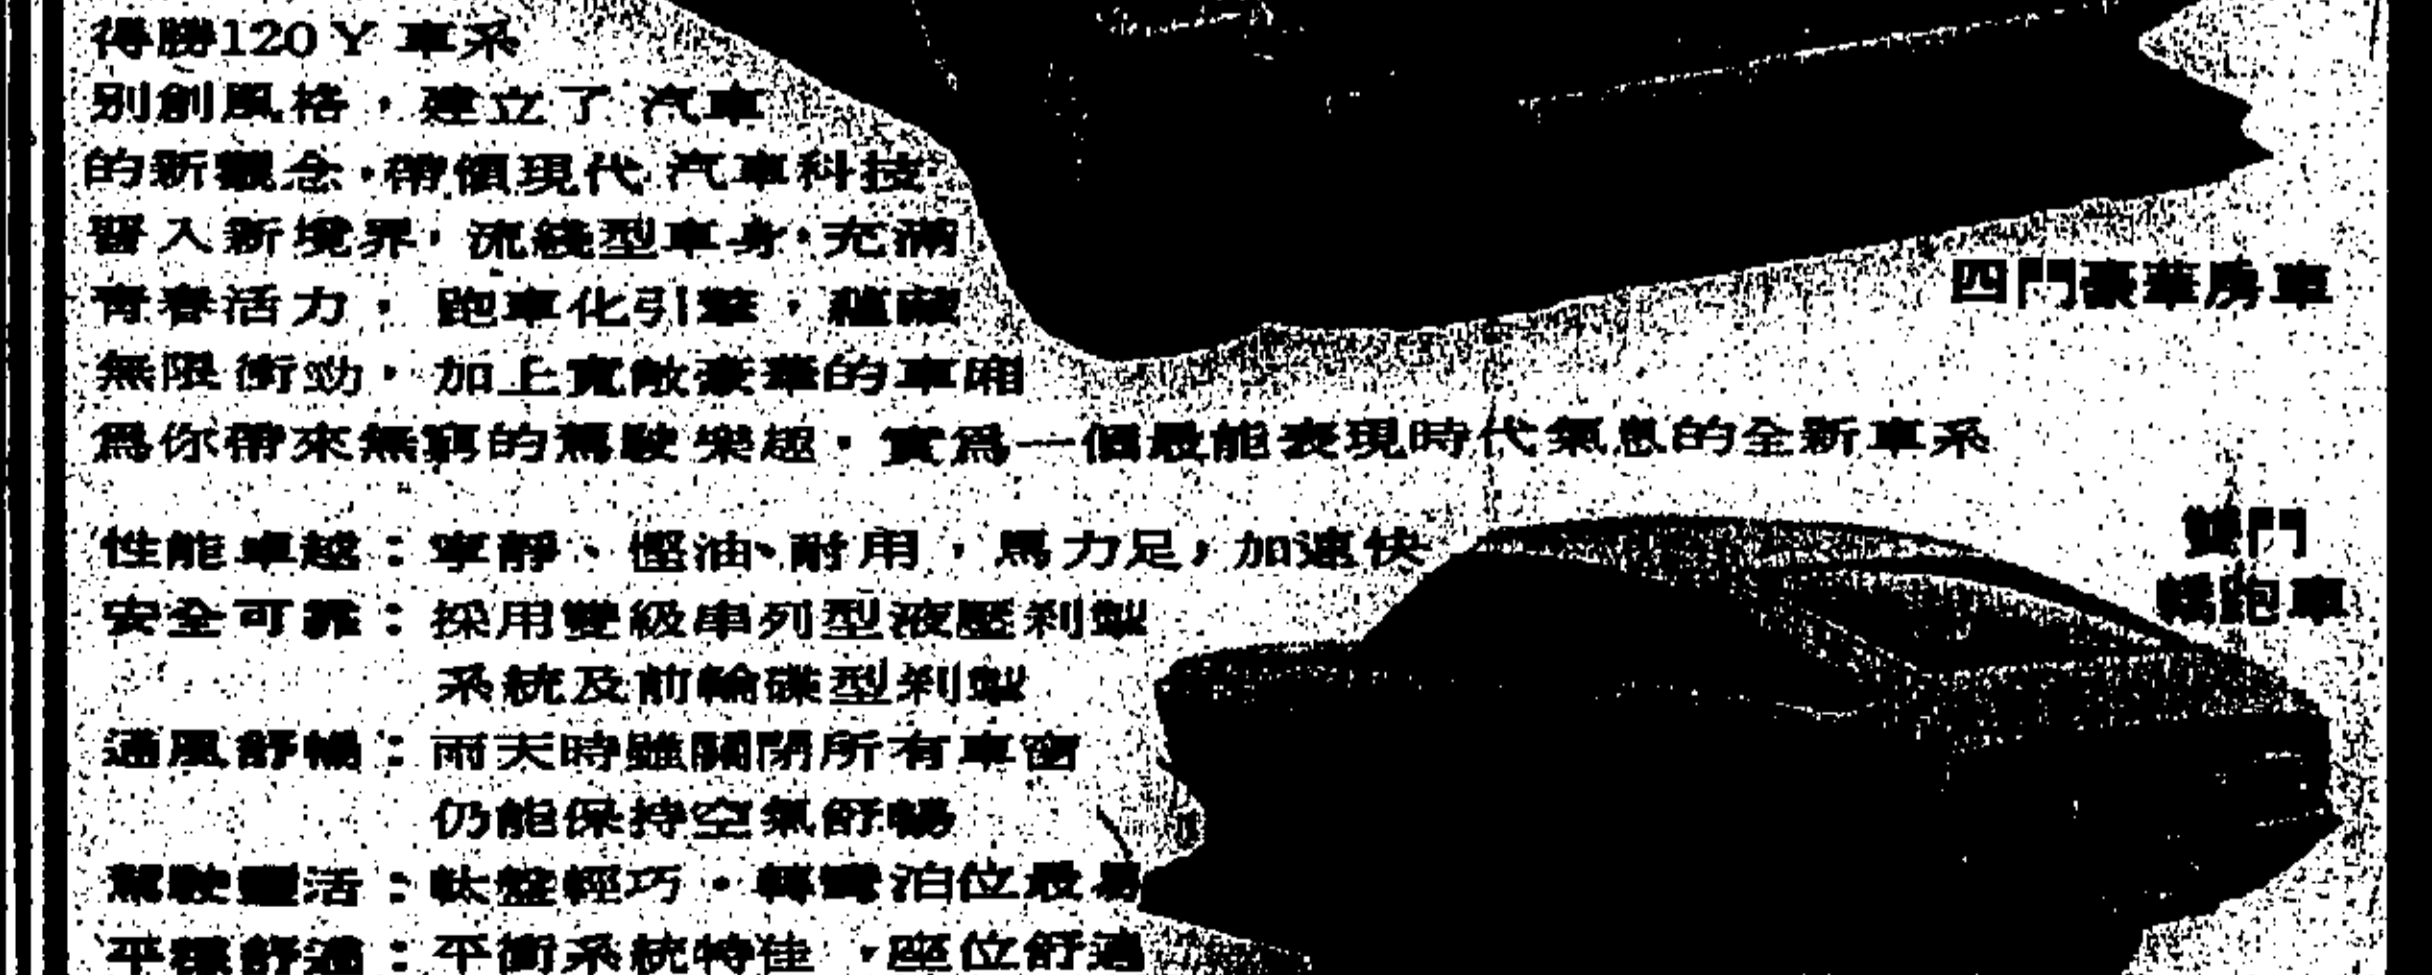 得勝120Y 車系
別創風格，建立了汽車
的新觀念，帶領現代汽車科技
晉入新境界，流綫型車身，充滿
青春活力，跑車化引擎，蘊藏
無限衝勁，加上寬敞豪華的車廂
為你帶來無窮的駕駛樂趣，實為一個最能表現時代氣息的全新車系
四門豪華房車
雙門
轎跑車
性能卓越：寧靜、慳油、耐用，馬力足，加速快
安全可靠：採用雙級串列型液壓剎掣
系統及前輪碟型剎掣
通風舒暢：雨天時雖關閉所有車窗
仍能保持空氣舒暢
駕駛靈活：軚盤輕巧，轉彎泊位最易
平穩舒適：平衡系統特佳，座位舒適